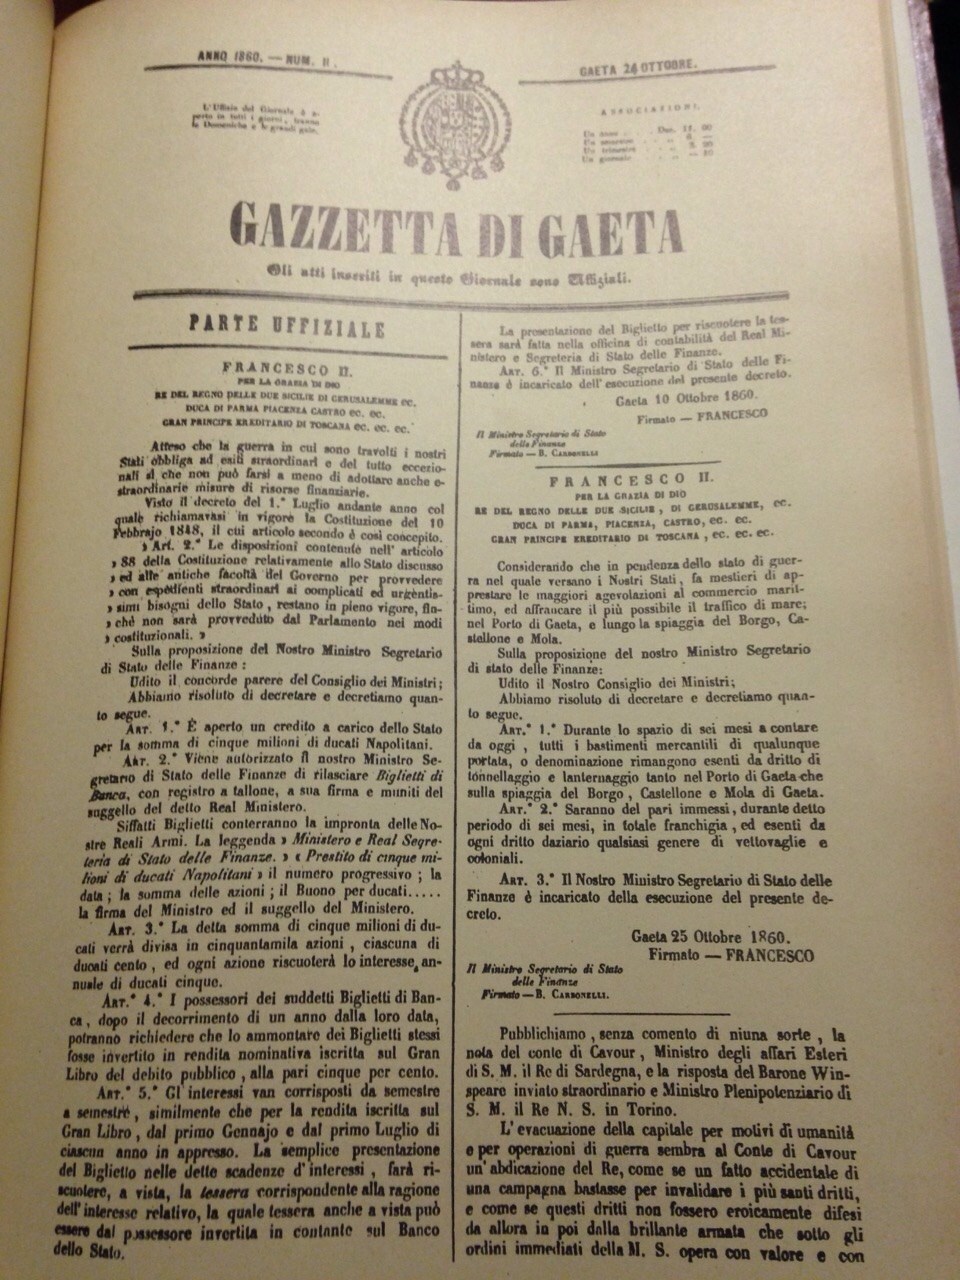 ANNO 1860. — NUM. II.
GAETA 24 OTTOBRE.
L'Ufizio del Giornale è a-
perto in tutti i giorni, tranne
le Domeniche e le grandi gale.
ASSOCIAZIONI.
Un anno . . Duc. 11. 00
Un semestre . . . 6. —
Un trimestre . . . 3. 20
Un giornale . . . — 10
GAZZETTA DI GAETA
Gli atti inseriti in questo Giornale sono Uffiziali.
PARTE UFFIZIALE
FRANCESCO II.
PER LA GRAZIA DI DIO
RE DEL REGNO DELLE DUE SICILIE DI GERUSALEMME EC.
DUCA DI PARMA PIACENZA CASTRO EC. EC.
GRAN PRINCIPE EREDITARIO DI TOSCANA EC. EC. EC.
Atteso che la guerra in cui sono travolti i nostri
Stati obbliga ad esiti straordinari e del tutto eccezio-
nali sì che non può farsi a meno di adottare anche e-
straordinarie misure di risorse finanziarie.
Visto il decreto del 1.° Luglio andante anno col
quale richiamavasi in vigore la Costituzione del 10
Febbrajo 1848, il cui articolo secondo è così concepito.
» Art. 2.° Le disposizioni contenute nell' articolo
» 88 della Costituzione relativamente allo Stato discusso
» ed alte antiche facoltà del Governo per provvedere
» con espedienti straordinari ai complicati ed urgentis-
» simi bisogni dello Stato, restano in pieno vigore, fin-
» chè non sarà provveduto dal Parlamento nei modi
» costituzionali. »
Sulla proposizione del Nostro Ministro Segretario
di Stato delle Finanze :
Udito il concorde parere del Consiglio dei Ministri;
Abbiamo risoluto di decretare e decretiamo quan-
to segue.
ART. 1.° È aperto un credito a carico dello Stato
per la somma di cinque milioni di ducati Napolitani.
ART. 2.° Viene autorizzato il nostro Ministro Se-
gretario di Stato delle Finanze di rilasciare Biglietti di
Banca, con registro a tallone, a sua firma e muniti del
suggello del detto Real Ministero.
Siffatti Biglietti conterranno la impronta delle No-
stre Reali Armi. La leggenda » Ministero e Real Segre-
teria di Stato delle Finanze. » « Prestito di cinque mi-
lioni di ducati Napolitani » il numero progressivo ; la
data ; la somma delle azioni ; il Buono per ducati.....
la firma del Ministro ed il suggello del Ministero.
ART. 3.° La detta somma di cinque milioni di du-
cati verrà divisa in cinquantamila azioni, ciascuna di
ducati cento, ed ogni azione riscuoterà lo interesse an-
nuale di ducati cinque.
ART.° 4.° I possessori dei suddetti Biglietti di Ban-
ca, dopo il decorrimento di un anno dalla loro data,
potranno richiedere che lo ammontare dei Biglietti stessi
fosse invertito in rendita nominativa iscritta sul Gran
Libro del debito pubblico, alla pari cinque per cento.
ART. 5.° Gl' interessi van corrisposti da semestre
a semestre, similmente che per la rendita iscritta sul
Gran Libro, dal primo Gennajo e dal primo Luglio di
ciascun anno in appresso. La semplice presentazione
del Biglietto nelle dette scadenze d'interessi, farà ri-
scuotere, a vista, la tessera corrispondente alla ragione
dell'interesse relativo, la quale tessera anche a vista può
essere dal possessore invertita in contante sul Banco
dello Stato.
La presentazione del Biglietto per riscuotere la tes-
sera sarà fatta nella officina di contabilità del Real Mi-
nistero e Segreteria di Stato delle Finanze.
ART. 6.° Il Ministro Segretario di Stato delle Fi-
nanze è incaricato dell'esecuzione del presente decreto.
Gaeta 10 Ottobre 1860.
Firmato — FRANCESCO
Il Ministro Segretario di Stato
delle Finanze
Firmato — B. CARBONELLI
FRANCESCO II.
PER LA GRAZIA DI DIO
RE DEL REGNO DELLE DUE SICILIE, DI GERUSALEMME, EC.
DUCA DI PARMA, PIACENZA, CASTRO, EC. EC.
GRAN PRINCIPE EREDITARIO DI TOSCANA, EC. EC. EC.
Considerando che in pendenza dello stato di guer-
ra nel quale versano i Nostri Stati, fa mestieri di ap-
prestare le maggiori agevolazioni al commercio marit-
timo, ed affrancare il più possibile il traffico di mare;
nel Porto di Gaeta, e lungo la spiaggia del Borgo, Ca-
stellone e Mola.
Sulla proposizione del nostro Ministro Segretario
di stato delle Finanze:
Udito il Nostro Consiglio dei Ministri;
Abbiamo risoluto di decretare e decretiamo quan-
to segue.
ART.° 1.° Durante lo spazio di sei mesi a contare
da oggi, tutti i bastimenti mercantili di qualunque
portata, o denominazione rimangono esenti da dritto di
tonnellaggio e lanternaggio tanto nel Porto di Gaeta che
sulla spiaggia del Borgo, Castellone e Mola di Gaeta.
ART.° 2.° Saranno del pari immessi, durante detto
periodo di sei mesi, in totale franchigia, ed esenti da
ogni dritto daziario qualsiasi genere di vettovaglie e
coloniali.
ART. 3.° Il Nostro Ministro Segretario di Stato delle
Finanze è incaricato della esecuzione del presente de-
creto.
Gaeta 25 Ottobre 1860.
Firmato — FRANCESCO
Il Ministro Segretario di Stato
delle Finanze
Firmato — B. CARBONELLI.
Pubblichiamo, senza comento di niuna sorte, la
nota del conte di Cavour, Ministro degli affari Esteri
di S. M. il Re di Sardegna, e la risposta del Barone Win-
speare inviato straordinario e Ministro Plenipotenziario di
S. M. il Re N. S. in Torino.
L'evacuazione della capitale per motivi di umanità
e per operazioni di guerra sembra al Conte di Cavour
un'abdicazione del Re, come se un fatto accidentale di
una campagna bastasse per invalidare i più santi dritti,
e come se questi dritti non fossero eroicamente difesi
da allora in poi dalla brillante armata che sotto gli
ordini immediati della M. S. opera con valore e con